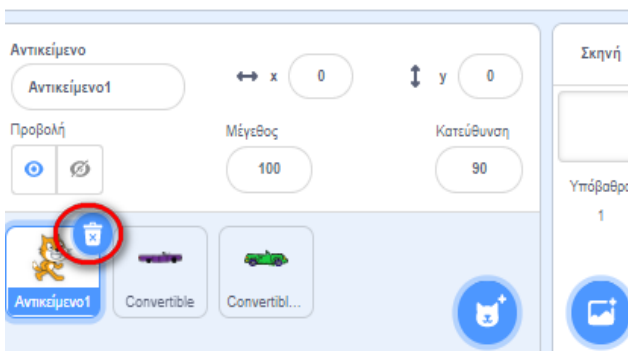 Αντικείμενο
Αντικείμενο1
x 0
y 0
Σκηνή
Προβολή
Μέγεθος
100
Κατεύθυνση
90
Υπόβαθρα
1
Αντικείμενο1
Convertible
Convertibl...